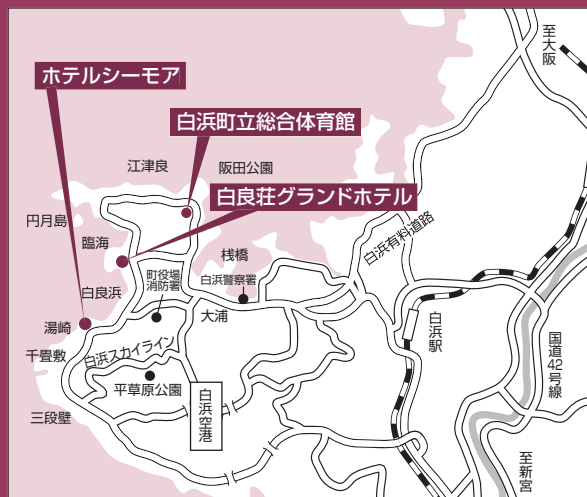 至大阪
ホテルシーモア
白浜町立総合体育館
江津良
阪田公園
白良荘グランドホテル
円月島
臨海
桟橋
白浜有料道路
町役場
消防署
白浜警察署
白良浜
大浦
湯崎
白浜駅
千畳敷
白浜スカイライン
国道42号線
平草原公園
白浜空港
三段壁
至新宮